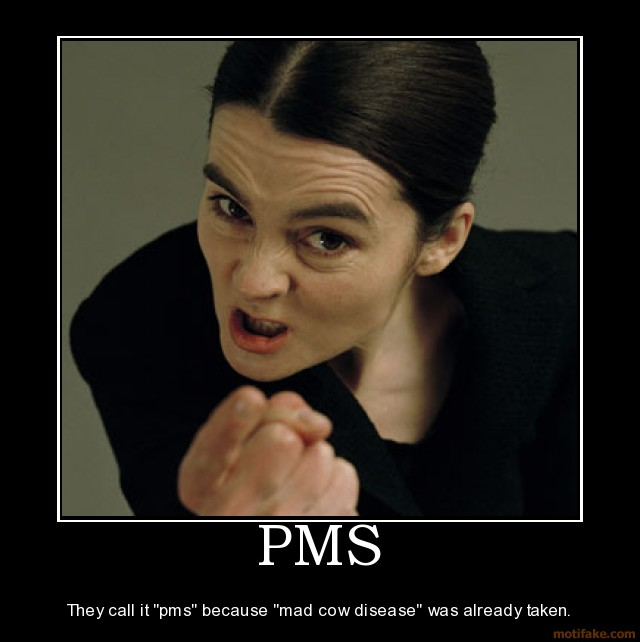 PMS
They call it "pms" because "mad cow disease" was already taken.
motifake.com